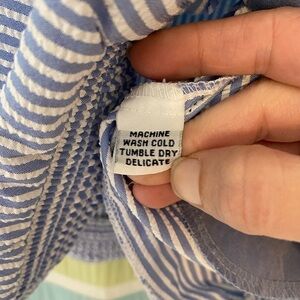 MACHINE
WASH COLD
TUMBLE DRY
DELICATE